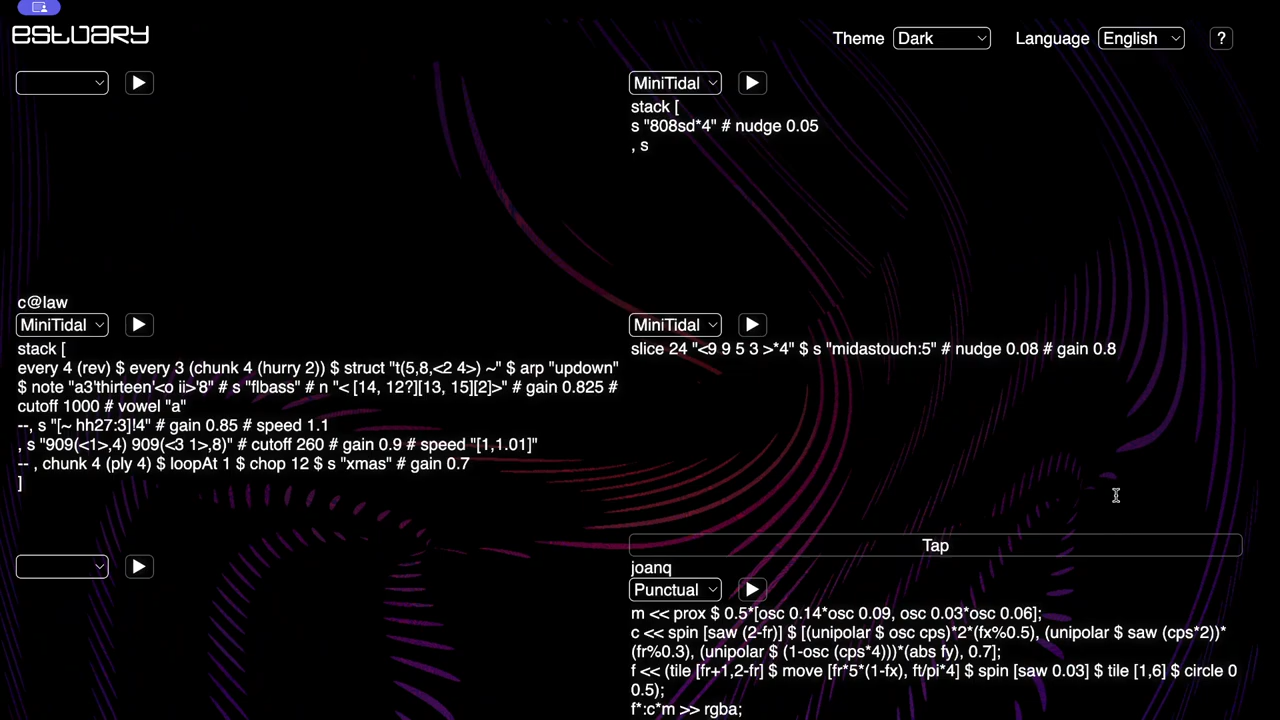 estuary
Theme Dark Language English ?
MiniTidal
stack [
s "808sd*4" # nudge 0.05
, s
c@law
MiniTidal
stack [
every 4 (rev) $ every 3 (chunk 4 (hurry 2)) $ struct "t(5,8,<2 4>) ~" $ arp "updown"
$ note "a3'thirteen'<o ii>'8" # s "flbass" # n "< [14, 12?][13, 15][2]>" # gain 0.825 #
cutoff 1000 # vowel "a"
--, s "[~ hh27:3]!4" # gain 0.85 # speed 1.1
, s "909(<1>,4) 909(<3 1>,8)" # cutoff 260 # gain 0.9 # speed "[1,1.01]"
-- , chunk 4 (ply 4) $ loopAt 1 $ chop 12 $ s "xmas" # gain 0.7
]
MiniTidal
slice 24 "<9 9 5 3 >*4" $ s "midastouch:5" # nudge 0.08 # gain 0.8
Tap
joanq
Punctual
m << prox $ 0.5*[osc 0.14*osc 0.09, osc 0.03*osc 0.06];
c << spin [saw (2-fr)] $ [(unipolar $ osc cps)*2*(fx%0.5), (unipolar $ saw (cps*2))*
(fr%0.3), (unipolar $ (1-osc (cps*4)))*(abs fy), 0.7];
f << (tile [fr+1,2-fr] $ move [fr*5*(1-fx), ft/pi*4] $ spin [saw 0.03] $ tile [1,6] $ circle 0
0.5);
f*:c*m >> rgba;